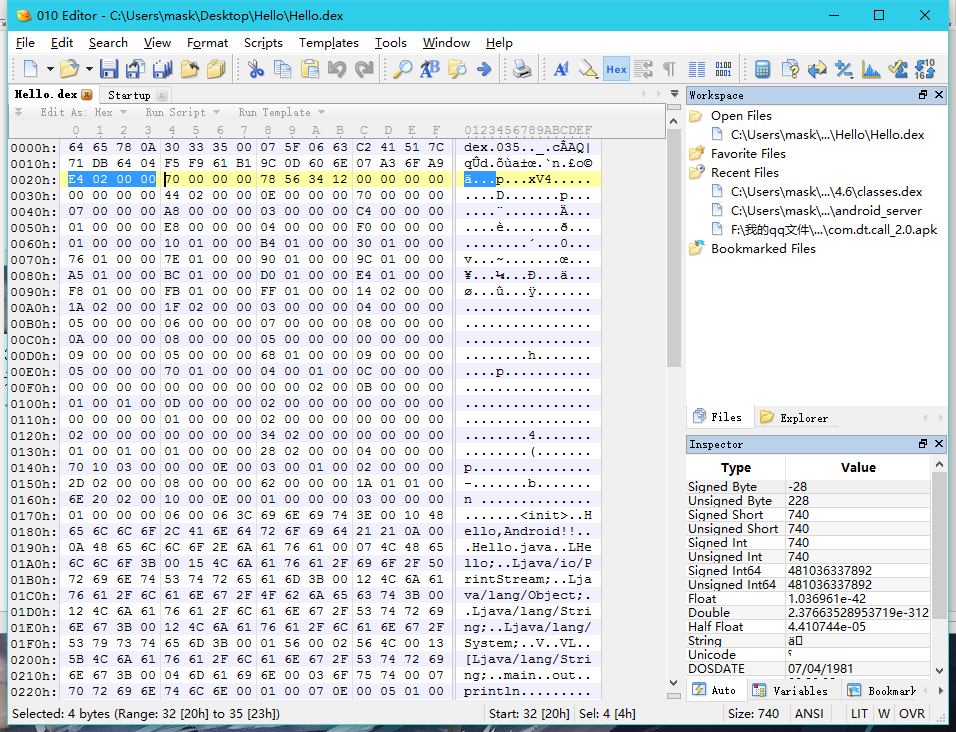 010 Editor - C:\Users\mask\Desktop\Hello\Hello.dex
File Edit Search View Format Scripts Templates Tools Window Help
Hex
Hello.dex Startup
Edit As: Hex Run Script Run Template
0 1 2 3 4 5 6 7 8 9 A B C D E F 0123456789ABCDEF
0000h: 64 65 78 0A 30 33 35 00 07 5F 06 63 C2 41 51 7C dex.035.._.cÂAQ|
0010h: 71 DB 64 04 F5 F9 61 B1 9C 0D 60 6E 07 A3 6F A9 qÛd.õùa±œ.`n.£o©
0020h: E4 02 00 00 70 00 00 00 78 56 34 12 00 00 00 00 ä...p...xV4.....
0030h: 00 00 00 00 44 02 00 00 0E 00 00 00 70 00 00 00 ....D.......p...
0040h: 07 00 00 00 A8 00 00 00 03 00 00 00 C4 00 00 00 ....¨.......Ä...
0050h: 01 00 00 00 E8 00 00 00 04 00 00 00 F0 00 00 00 ....è.......ð...
0060h: 01 00 00 00 10 01 00 00 B4 01 00 00 30 01 00 00 ........´...0...
0070h: 76 01 00 00 7E 01 00 00 90 01 00 00 9C 01 00 00 v...~.......œ...
0080h: A5 01 00 00 BC 01 00 00 D0 01 00 00 E4 01 00 00 ¥...¼...Ð...ä...
0090h: F8 01 00 00 FB 01 00 00 FF 01 00 00 14 02 00 00 ø...û...ÿ.......
00A0h: 1A 02 00 00 1F 02 00 00 03 00 00 00 04 00 00 00 ................
00B0h: 05 00 00 00 06 00 00 00 07 00 00 00 08 00 00 00 ................
00C0h: 0A 00 00 00 08 00 00 00 05 00 00 00 00 00 00 00 ................
00D0h: 09 00 00 00 05 00 00 00 68 01 00 00 09 00 00 00 ........h.......
00E0h: 05 00 00 00 70 01 00 00 04 00 01 00 0C 00 00 00 ....p...........
00F0h: 00 00 00 00 00 00 00 00 00 00 02 00 0B 00 00 00 ................
0100h: 01 00 01 00 0D 00 00 00 02 00 00 00 00 00 00 00 ................
0110h: 00 00 00 00 01 00 00 00 02 00 00 00 00 00 00 00 ................
0120h: 02 00 00 00 00 00 00 00 34 02 00 00 00 00 00 00 ........4.......
0130h: 01 00 01 00 01 00 00 00 28 02 00 00 04 00 00 00 ........(.......
0140h: 70 10 03 00 00 00 0E 00 03 00 01 00 02 00 00 00 p...............
0150h: 2D 02 00 00 08 00 00 00 62 00 00 00 1A 01 01 00 -.......b.......
0160h: 6E 20 02 00 10 00 0E 00 01 00 00 00 03 00 00 00 n ..............
0170h: 01 00 00 00 06 00 06 3C 69 6E 69 74 3E 00 10 48 .......<init>..H
0180h: 65 6C 6C 6F 2C 41 6E 64 72 6F 69 64 21 21 0A 00 ello,Android!!..
0190h: 0A 48 65 6C 6C 6F 2E 6A 61 76 61 00 07 4C 48 65 .Hello.java..LHe
01A0h: 6C 6C 6F 3B 00 15 4C 6A 61 76 61 2F 69 6F 2F 50 llo;..Ljava/io/P
01B0h: 72 69 6E 74 53 74 72 65 61 6D 3B 00 12 4C 6A 61 rintStream;..Lja
01C0h: 76 61 2F 6C 61 6E 67 2F 4F 62 6A 65 63 74 3B 00 va/lang/Object;.
01D0h: 12 4C 6A 61 76 61 2F 6C 61 6E 67 2F 53 74 72 69 .Ljava/lang/Stri
01E0h: 6E 67 3B 00 12 4C 6A 61 76 61 2F 6C 61 6E 67 2F ng;..Ljava/lang/
01F0h: 53 79 73 74 65 6D 3B 00 01 56 00 02 56 4C 00 13 System;..V..VL..
0200h: 5B 4C 6A 61 76 61 2F 6C 61 6E 67 2F 53 74 72 69 [Ljava/lang/Stri
0210h: 6E 67 3B 00 04 6D 61 69 6E 00 03 6F 75 74 00 07 ng;..main..out..
0220h: 70 72 69 6E 74 6C 6E 00 01 00 07 0E 00 05 01 00 println.........
Workspace
Open Files
C:\Users\mask\...\Hello\Hello.dex
Favorite Files
Recent Files
C:\Users\mask\...\4.6\classes.dex
C:\Users\mask\...\android_server
F:\我的qq文件\...\com.dt.call_2.0.apk
Bookmarked Files
Files Explorer
Inspector
Type Value
Signed Byte -28
Unsigned Byte 228
Signed Short 740
Unsigned Short 740
Signed Int 740
Unsigned Int 740
Signed Int64 481036337892
Unsigned Int64 481036337892
Float 1.036961e-42
Double 2.37663528953719e-312
Half Float 4.410744e-05
String ä
Unicode
DOSDATE 07/04/1981
Auto Variables Bookmark
Selected: 4 bytes (Range: 32 [20h] to 35 [23h]) Start: 32 [20h] Sel: 4 [4h] Size: 740 ANSI LIT W OVR